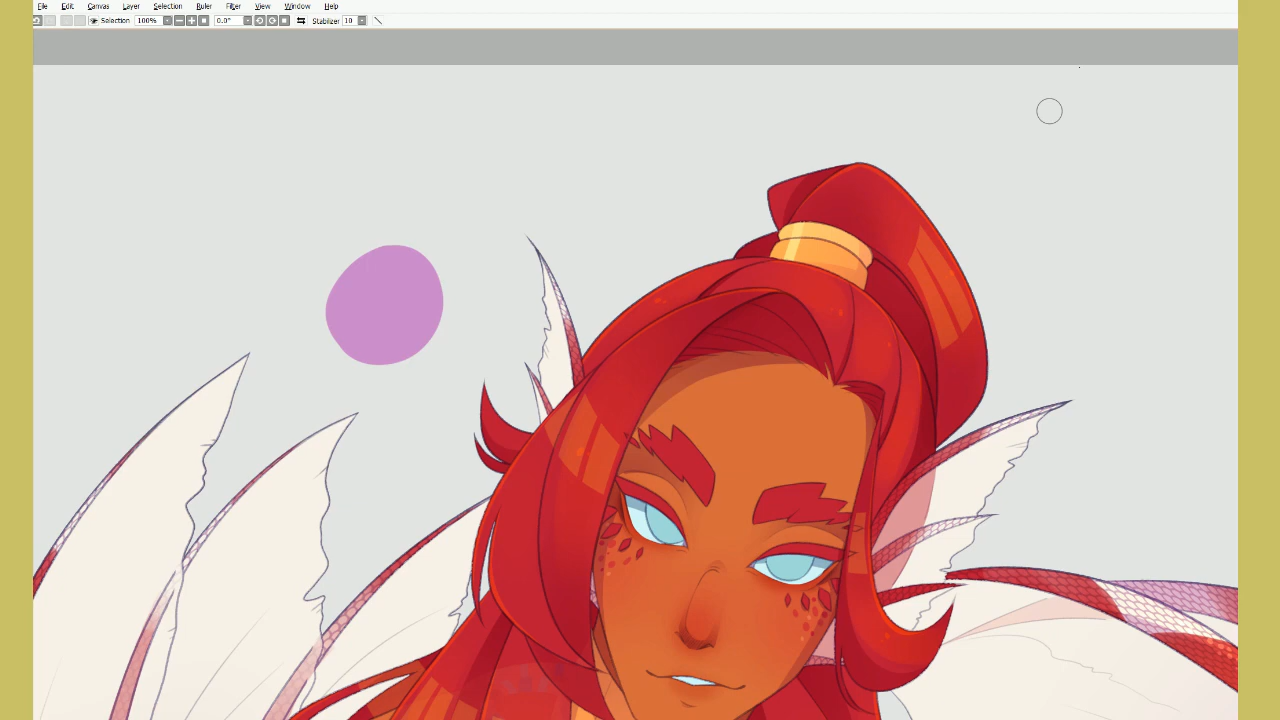 File Edit Canvas Layer Selection Ruler Filter View Window Help
Selection 100% 0.0° Stabilizer 10